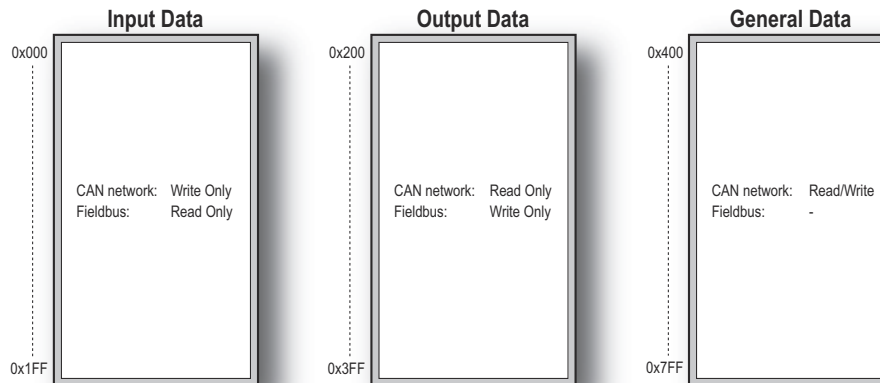 Input Data
0x000
CAN network: Write Only
Fieldbus: Read Only
0x1FF
Output Data
0x200
CAN network: Read Only
Fieldbus: Write Only
0x3FF
General Data
0x400
CAN network: Read/Write
Fieldbus: -
0x7FF